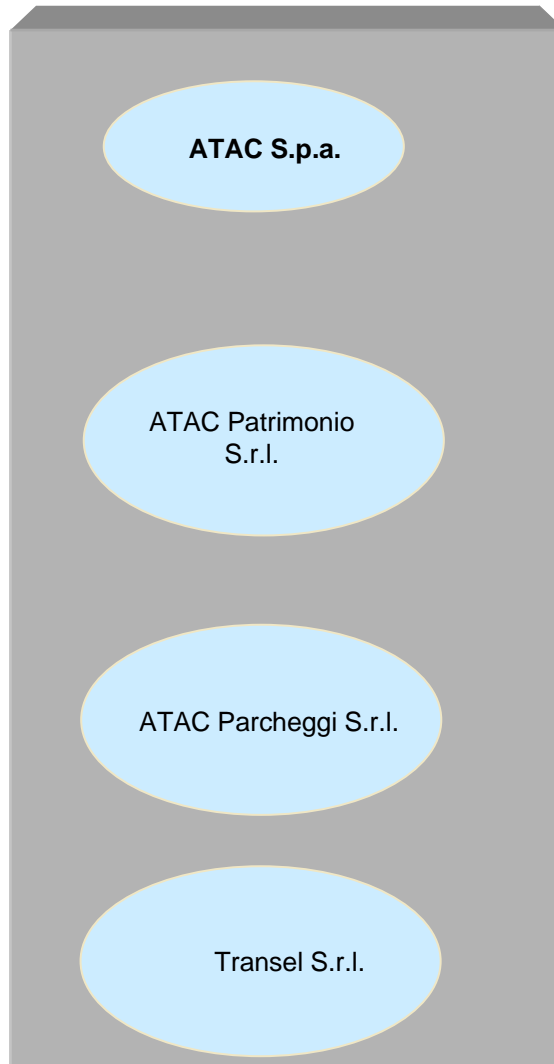 ATAC S.p.a.
ATAC Patrimonio
S.r.l.
ATAC Parcheggi S.r.l.
Transel S.r.l.